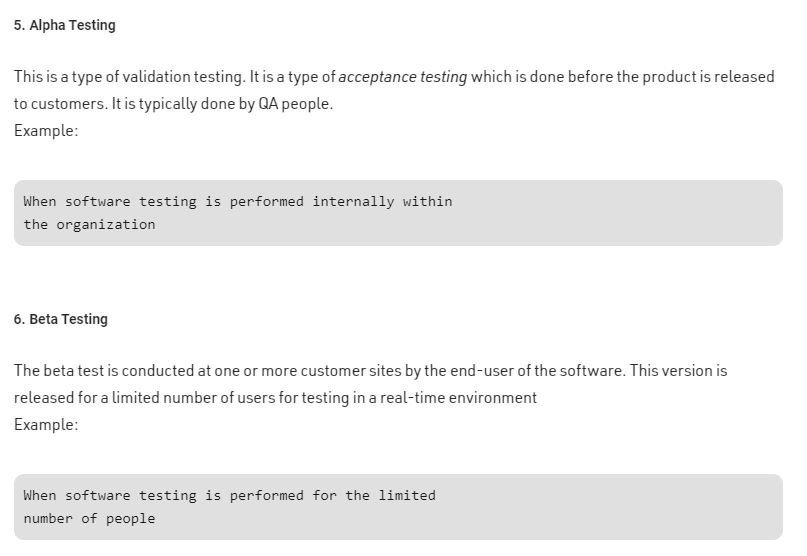 5. Alpha Testing
This is a type of validation testing. It is a type of acceptance testing which is done before the product is released
to customers. It is typically done by QA people.
Example:
When software testing is performed internally within
the organization
6. Beta Testing
The beta test is conducted at one or more customer sites by the end-user of the software. This version is
released for a limited number of users for testing in a real-time environment
Example:
When software testing is performed for the limited
number of people